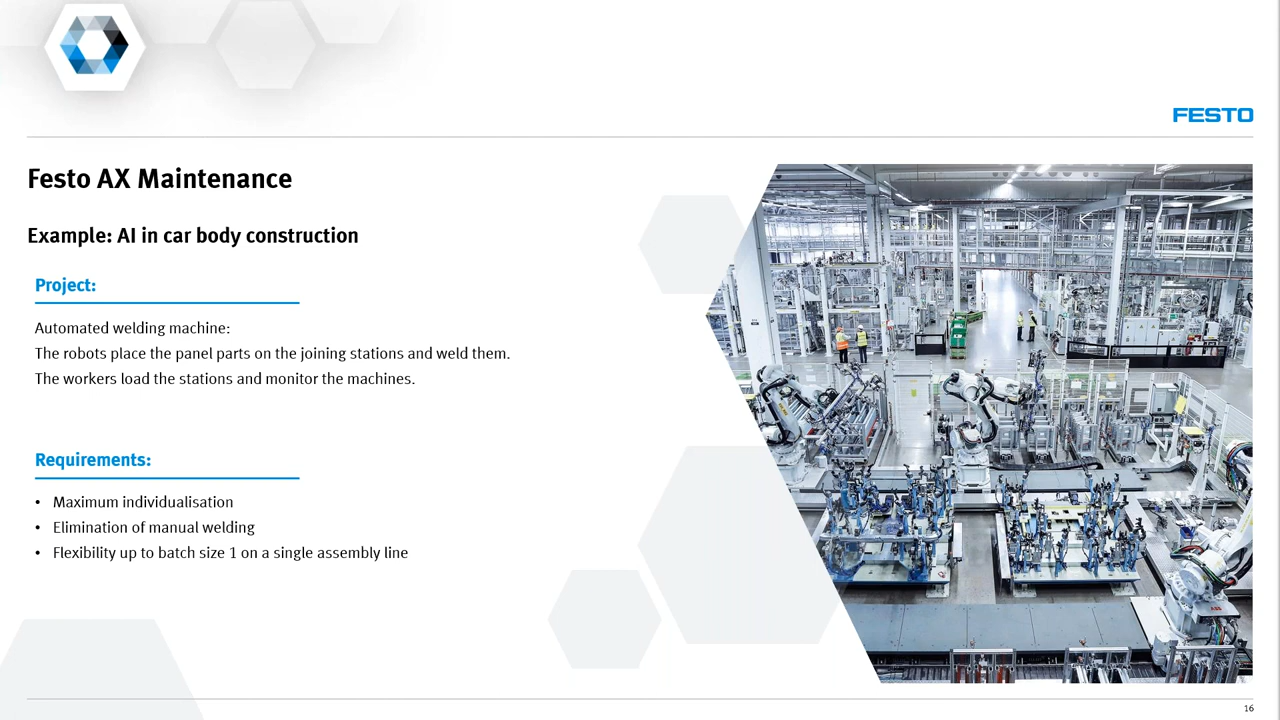 FESTO
Festo AX Maintenance
Example: AI in car body construction
Project:
Automated welding machine:
The robots place the panel parts on the joining stations and weld them.
The workers load the stations and monitor the machines.
Requirements:
• Maximum individualisation
• Elimination of manual welding
• Flexibility up to batch size 1 on a single assembly line
ABB
16